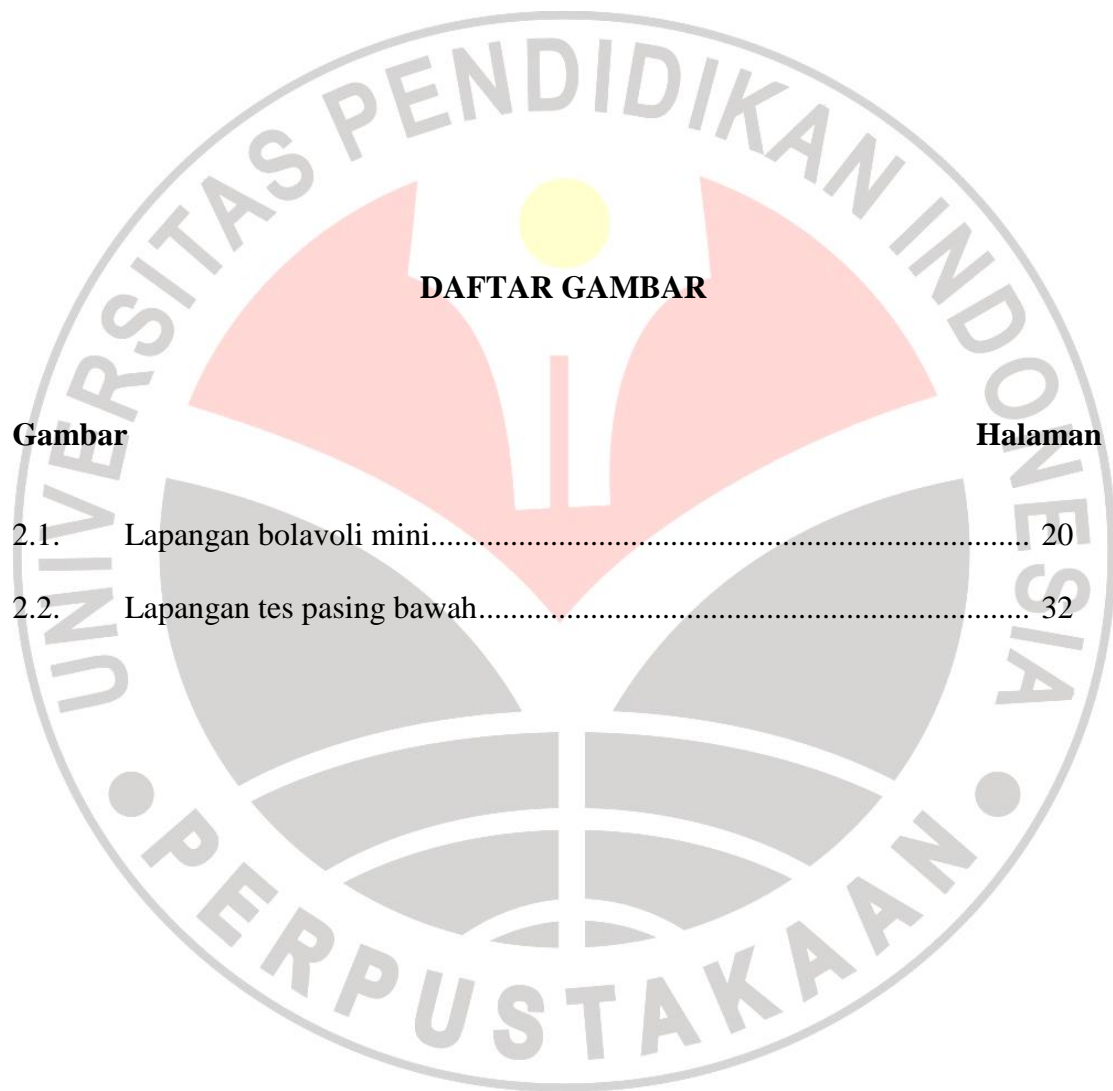 UNIVERSITAS PENDIDIKAN INDONESIA
DAFTAR GAMBAR
Gambar Halaman
2.1. Lapangan bolavoli mini........................................................................... 20
2.2. Lapangan tes pasing bawah..................................................................... 32
PERPUSTAKAAN